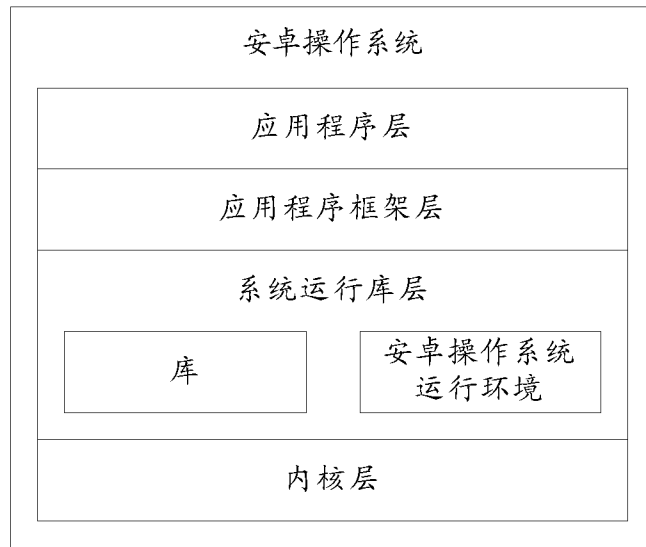 安卓操作系统
应用程序层
应用程序框架层
系统运行库层
库
安卓操作系统
运行环境
内核层